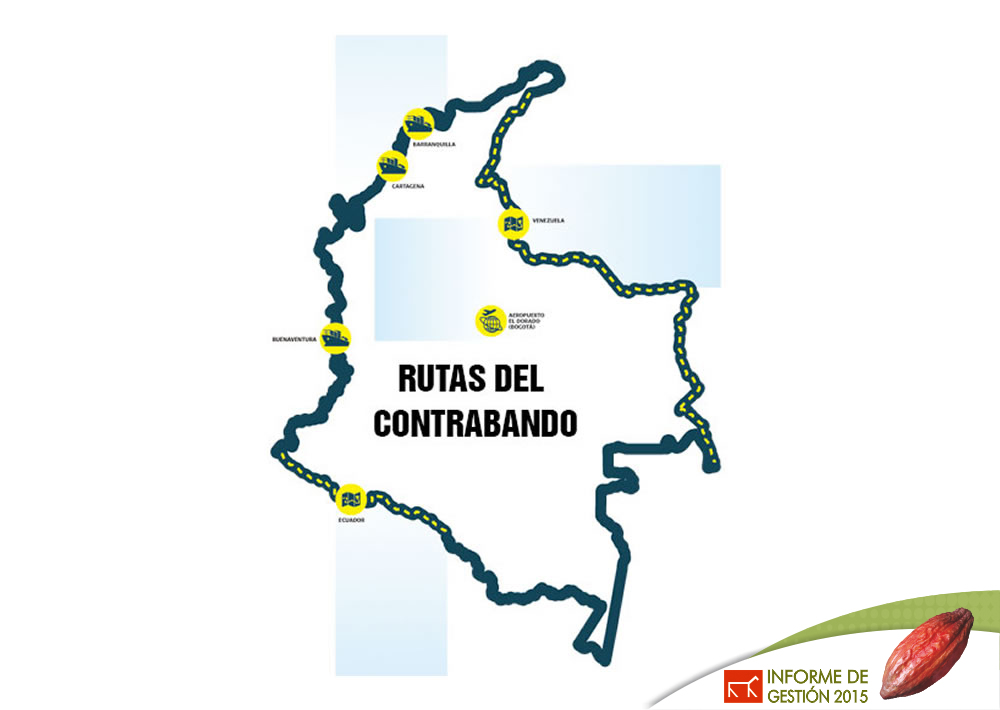 BARRANQUILLA
CARTAGENA
VENEZUELA
AEROPUERTO
EL DORADO
(BOGOTÁ)
BUENAVENTURA
RUTAS DEL
CONTRABANDO
ECUADOR
INFORME DE
GESTIÓN 2015